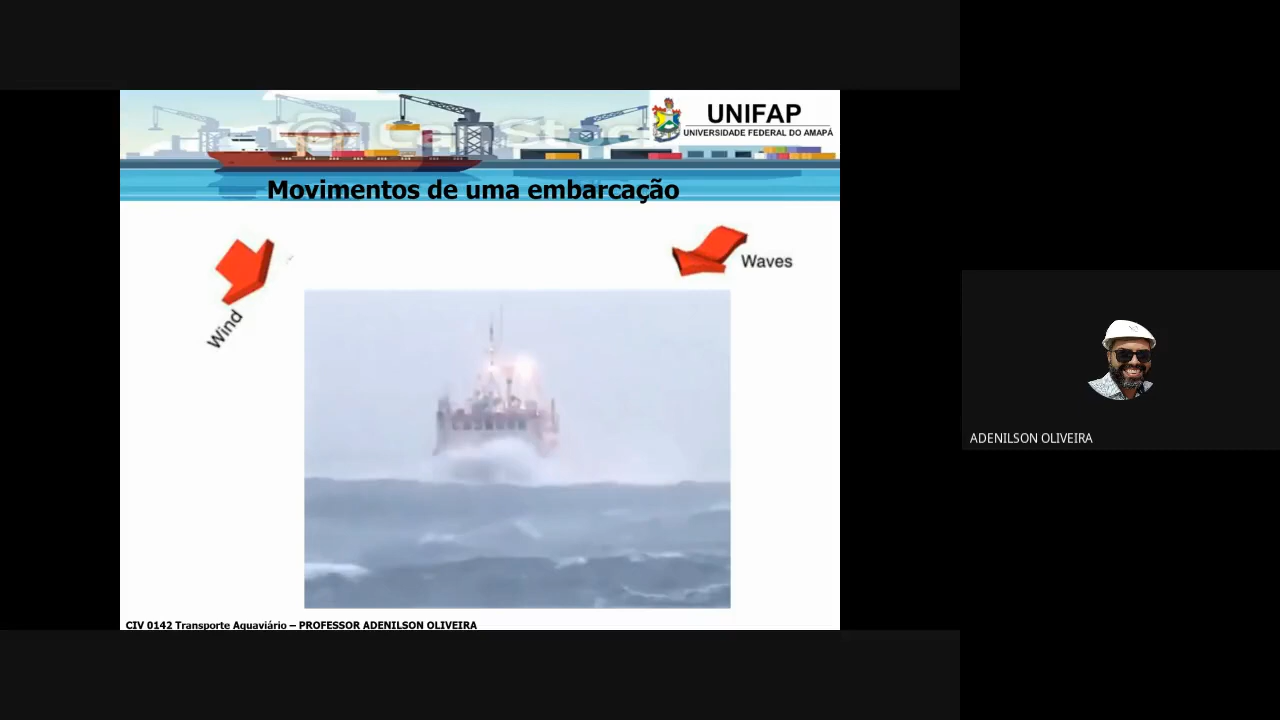 UNIFAP
UNIVERSIDADE FEDERAL DO AMAPÁ
Movimentos de uma embarcação
Waves
Wind
ADENILSON OLIVEIRA
CIV 0142 Transporte Aquaviário – PROFESSOR ADENILSON OLIVEIRA